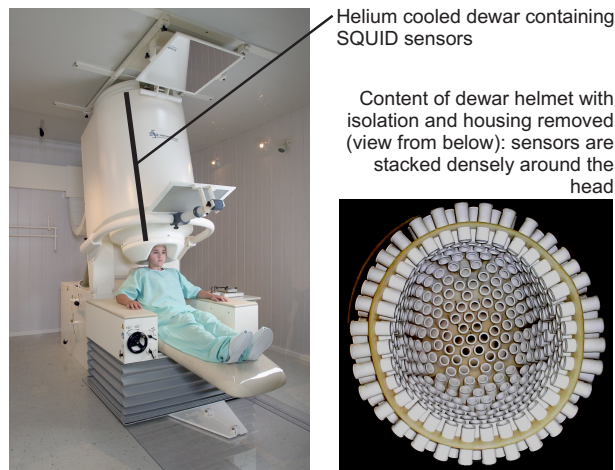 Helium cooled dewar containing
SQUID sensors
Content of dewar helmet with
isolation and housing removed
(view from below): sensors are
stacked densely around the
head